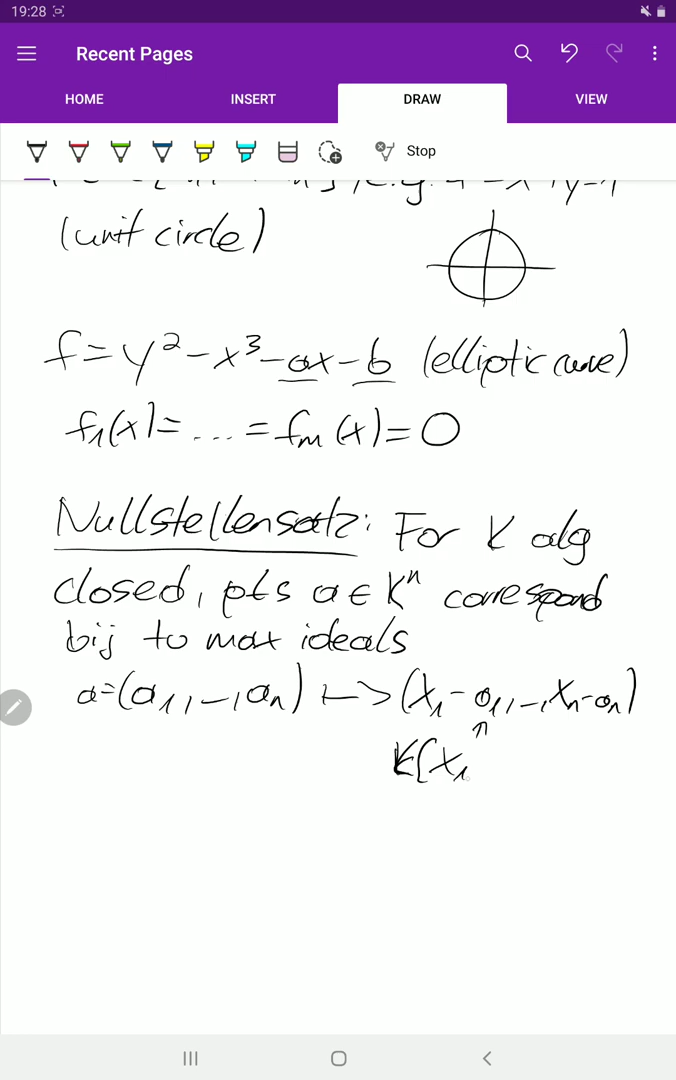 19:28
Recent Pages
HOME INSERT DRAW VIEW
Stop
(unit circle)
f = y² - x³ - ax - b (elliptic curve)
f₁(x) = ... = fₘ(x) = 0
Nullstellensatz: For K alg
closed, pts a ∈ Kⁿ correspond
bij to max ideals
a = (a₁, -, aₙ) ↔ (X₁ - a₁, -, Xₙ - aₙ)
K[X₁